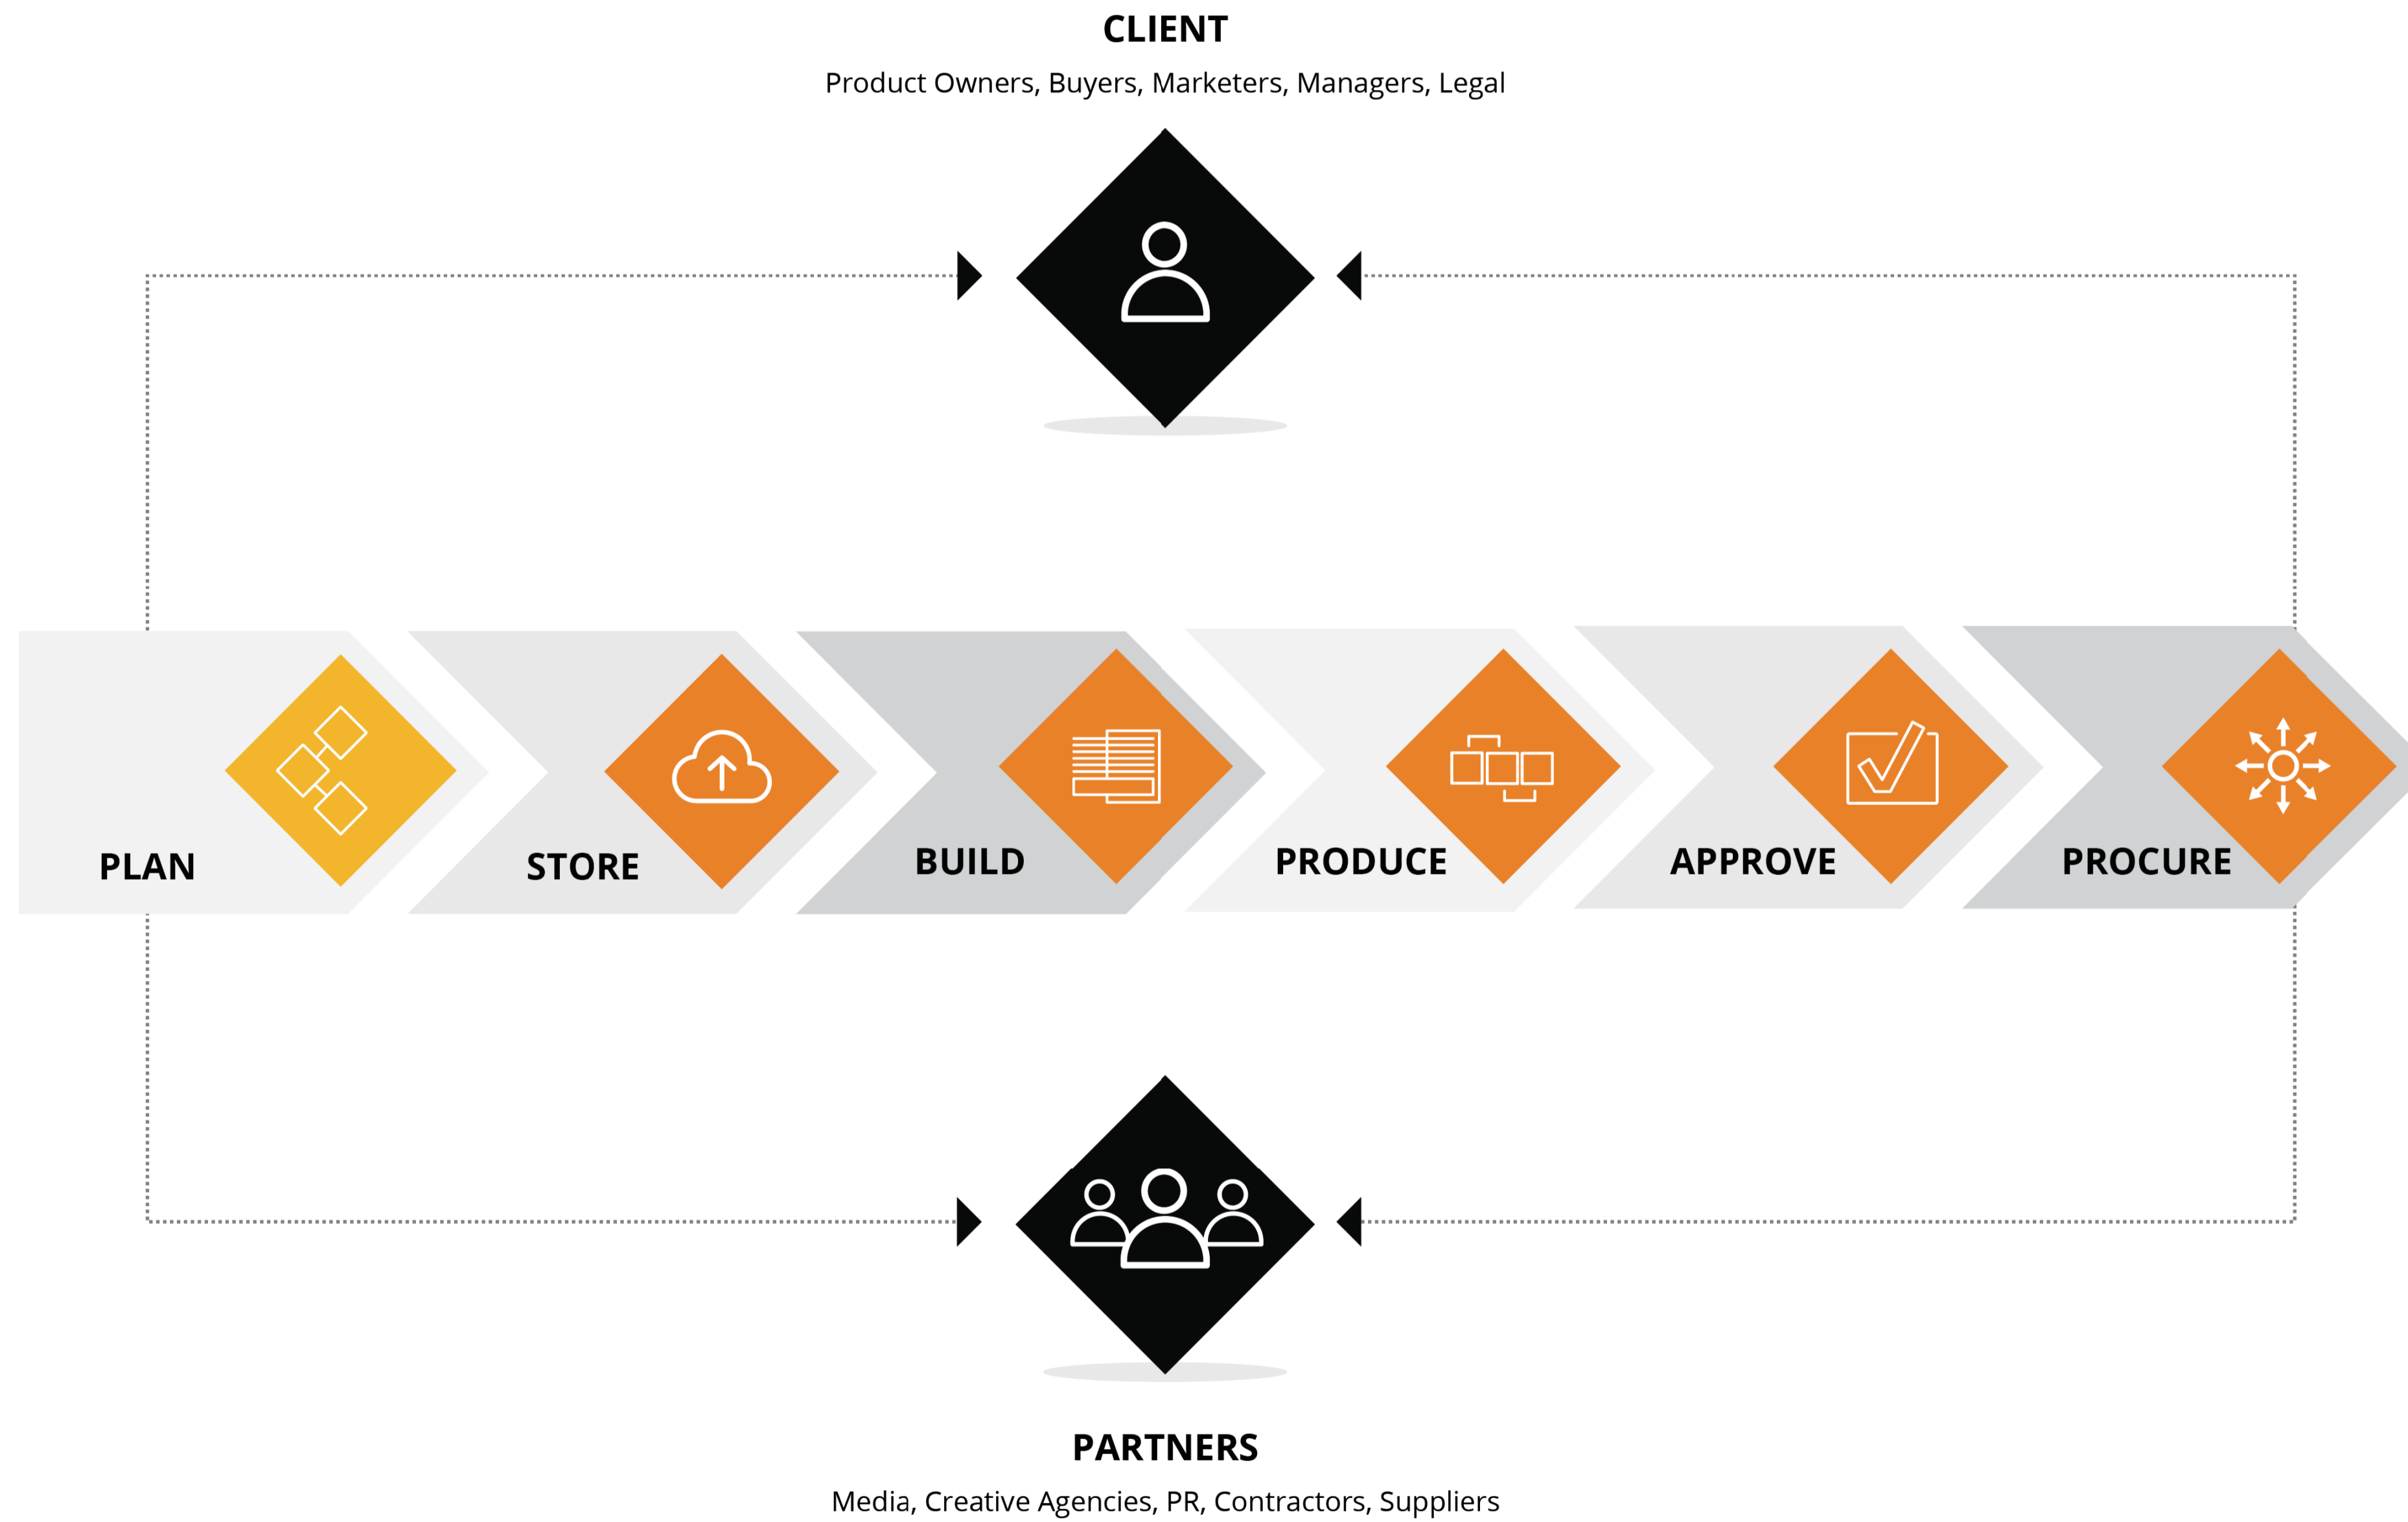 CLIENT
Product Owners, Buyers, Marketers, Managers, Legal
PLAN
STORE
BUILD
PRODUCE
APPROVE
PROCURE
PARTNERS
Media, Creative Agencies, PR, Contractors, Suppliers